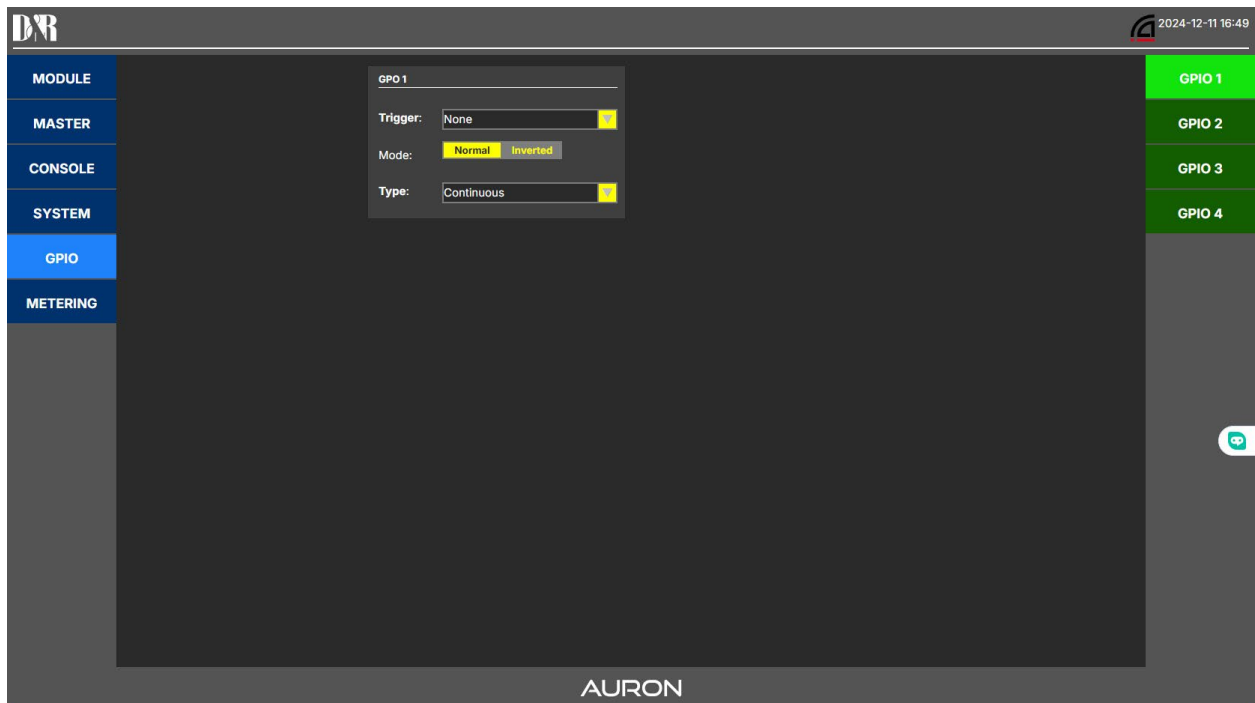 D&R
2024-12-11 16:49
MODULE
MASTER
CONSOLE
SYSTEM
GPIO
METERING
GPO 1
Trigger: None
Mode: Normal Inverted
Type: Continuous
GPIO 1
GPIO 2
GPIO 3
GPIO 4
AURON